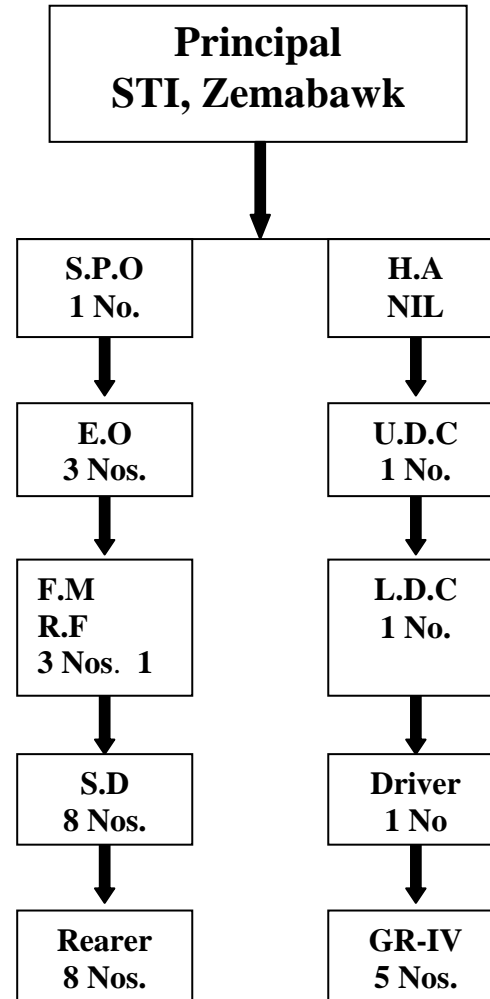 Principal
STI, Zemabawk
S.P.O
1 No.
H.A
NIL
E.O
3 Nos.
U.D.C
1 No.
F.M
R.F
3 Nos. 1
L.D.C
1 No.
S.D
8 Nos.
Driver
1 No
Rearer
8 Nos.
GR-IV
5 Nos.